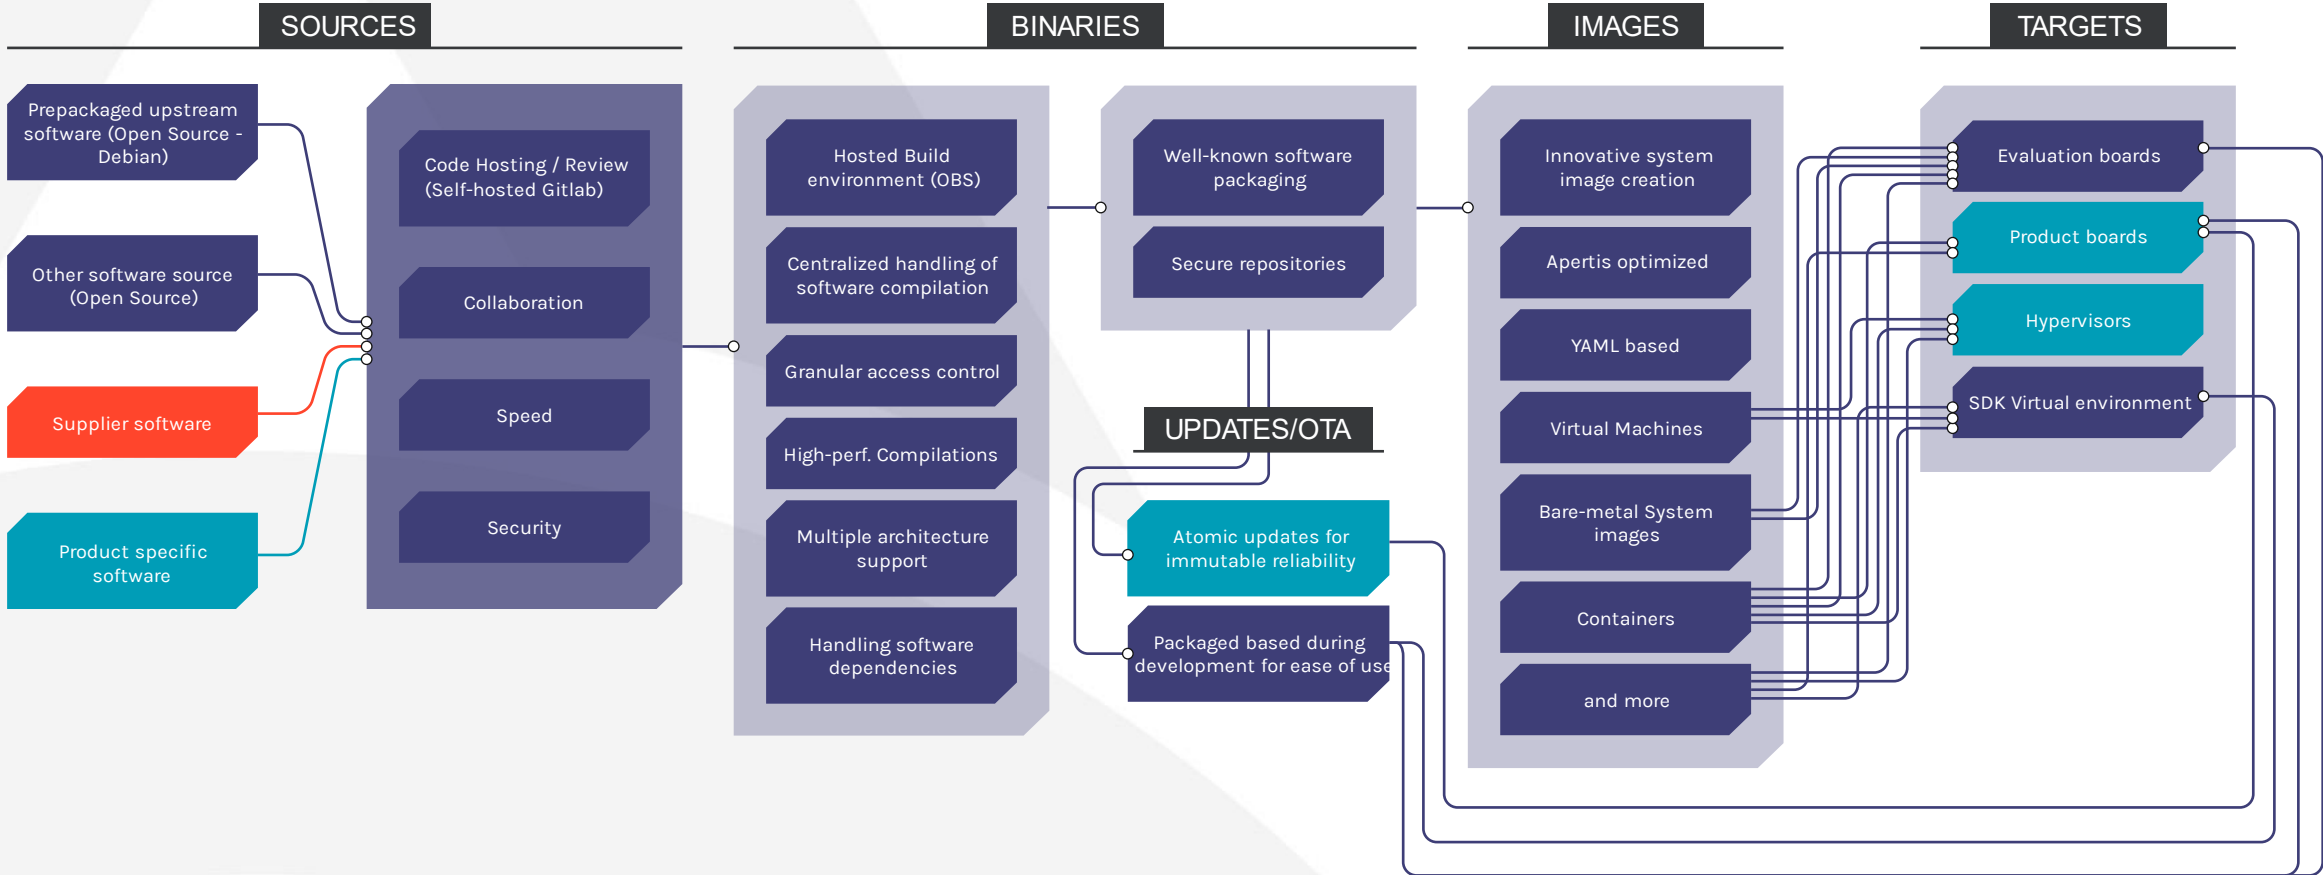 SOURCES
BINARIES
IMAGES
TARGETS
Prepackaged upstream
software (Open Source -
Debian)
Other software source
(Open Source)
Supplier software
Product specific
software
Code Hosting / Review
(Self-hosted Gitlab)
Collaboration
Speed
Security
Hosted Build
environment (OBS)
Centralized handling of
software compilation
Granular access control
High-perf. Compilations
Multiple architecture
support
Handling software
dependencies
Well-known software
packaging
Secure repositories
UPDATES/OTA
Atomic updates for
immutable reliability
Packaged based during
development for ease of use
Innovative system
image creation
Apertis optimized
YAML based
Virtual Machines
Bare-metal System
images
Containers
and more
Evaluation boards
Product boards
Hypervisors
SDK Virtual environment